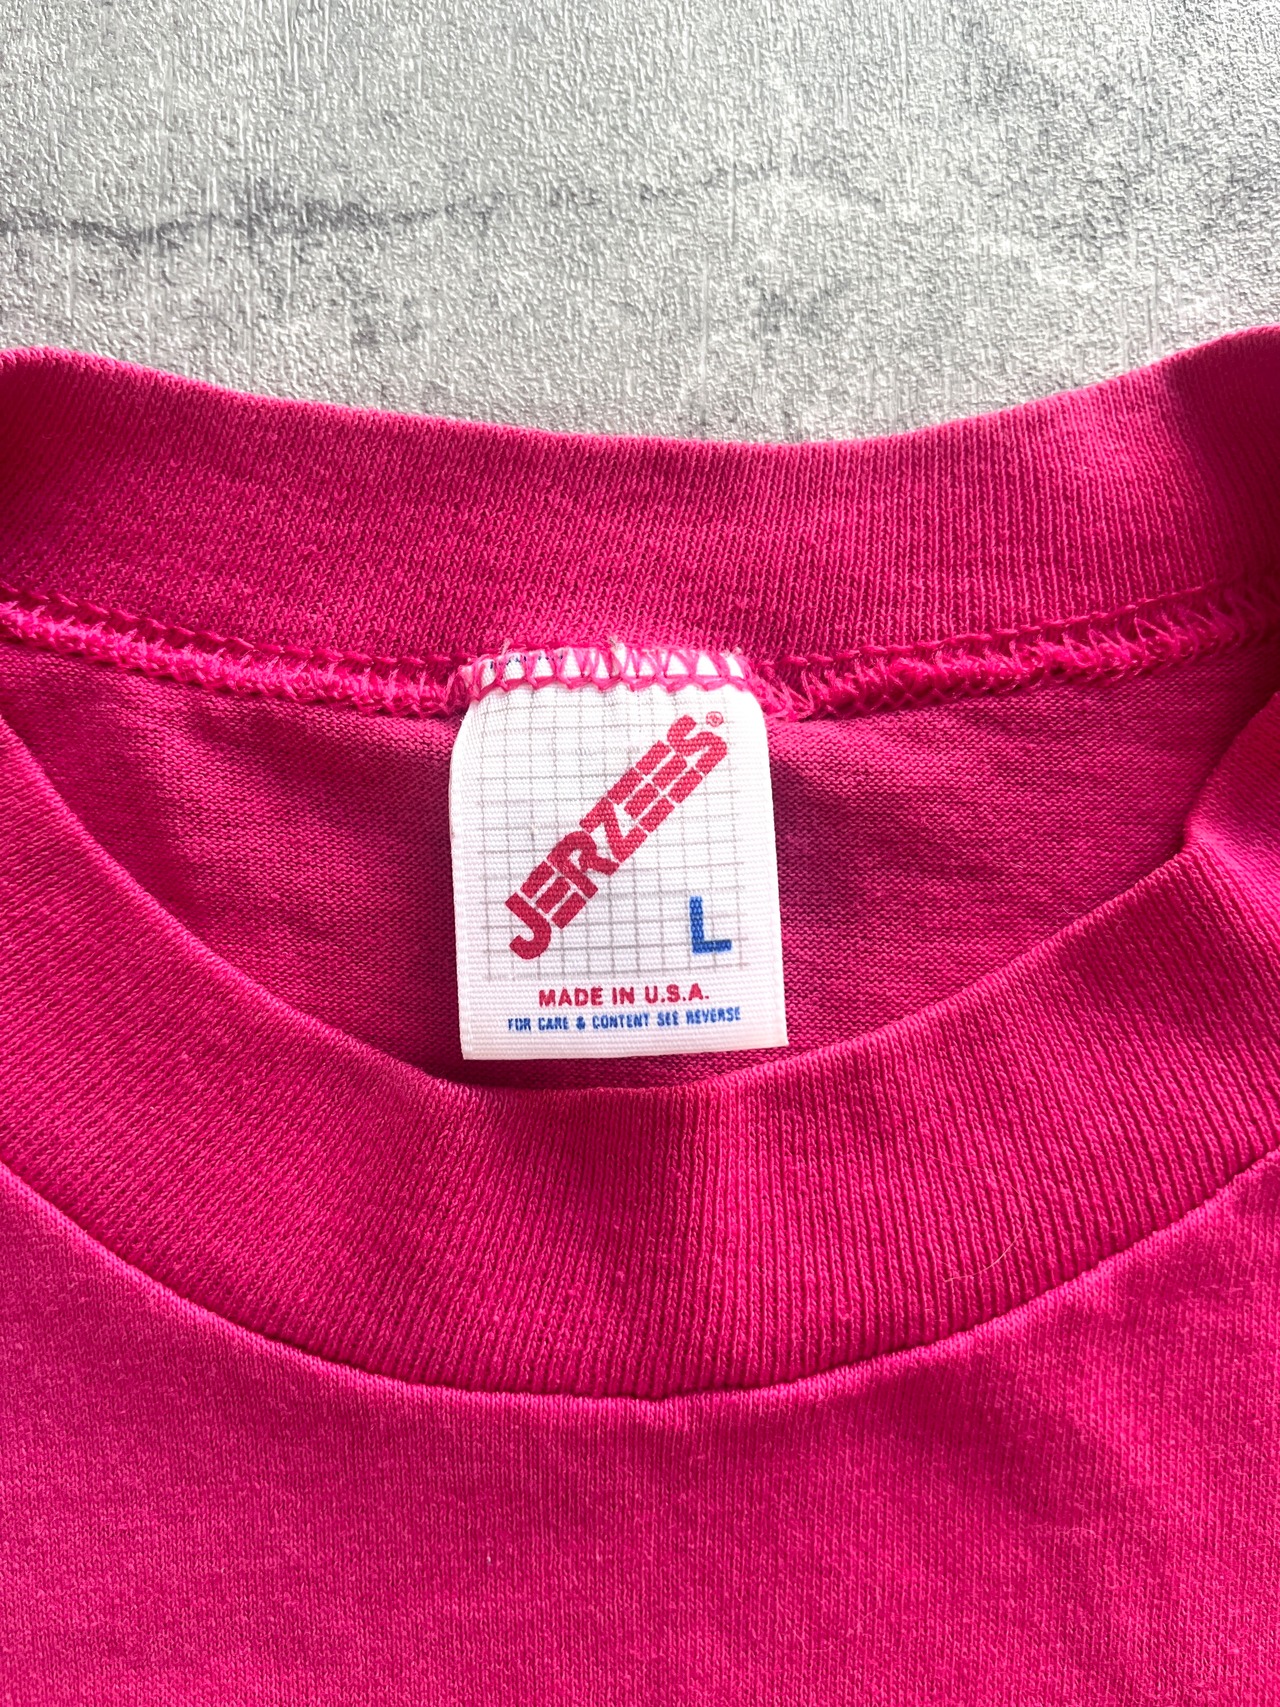 JERZEES®
L
MADE IN U.S.A.
FOR CARE & CONTENT SEE REVERSE